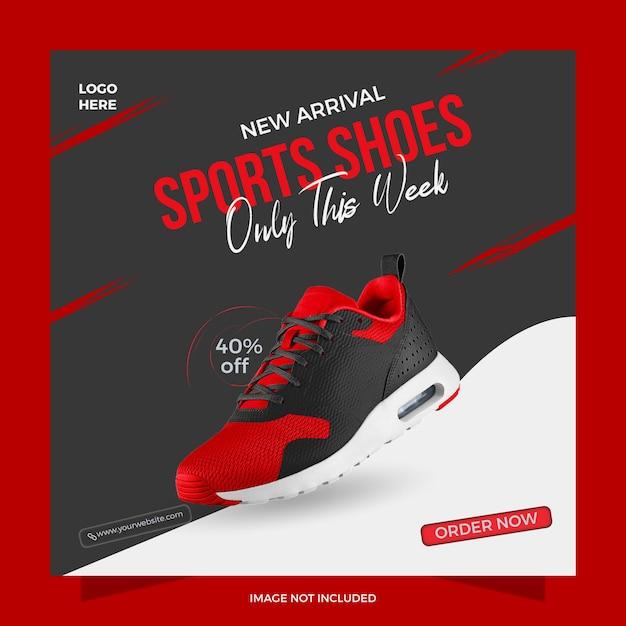 LOGO
HERE
NEW ARRIVAL
SPORTS SHOES
Only This Week
40%
off
www.yourwebsite.com
ORDER NOW
IMAGE NOT INCLUDED